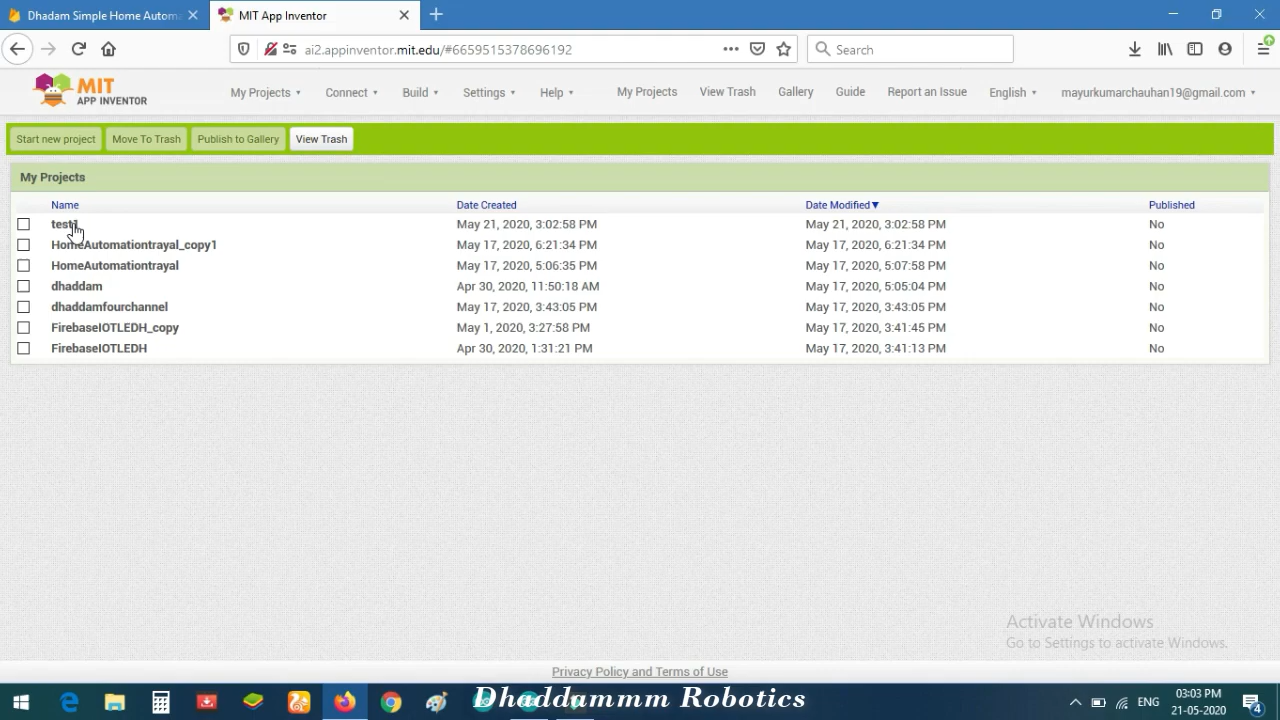 Dhadam Simple Home Autom
MIT App Inventor
ai2.appinventor.mit.edu/#6659515378696192
Search
MIT
APP INVENTOR
My Projects
Connect
Build
Settings
Help
My Projects
View Trash
Gallery
Guide
Report an Issue
English
mayurkumarchauhan19@gmail.com
Start new project
Move To Trash
Publish to Gallery
View Trash
My Projects
Name Date Created Date Modified Published
test1 May 21, 2020, 3:02:58 PM May 21, 2020, 3:02:58 PM No
HomeAutomationtrayal_copy1 May 17, 2020, 6:21:34 PM May 17, 2020, 6:21:34 PM No
HomeAutomationtrayal May 17, 2020, 5:06:35 PM May 17, 2020, 5:07:58 PM No
dhaddam Apr 30, 2020, 11:50:18 AM May 17, 2020, 5:05:04 PM No
dhaddamfourchannel May 17, 2020, 3:43:05 PM May 17, 2020, 3:43:05 PM No
FirebaseIOTLEDH_copy May 1, 2020, 3:27:58 PM May 17, 2020, 3:41:45 PM No
FirebaseIOTLEDH Apr 30, 2020, 1:31:21 PM May 17, 2020, 3:41:13 PM No
Activate Windows
Go to Settings to activate Windows.
Privacy Policy and Terms of Use
Dhaddummm Robotics
ENG
03:03 PM
21-05-2020
4